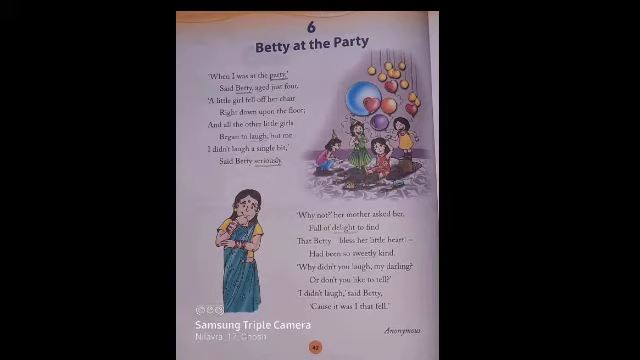 6
Betty at the Party
'When I was at the party,'
Said Betty, aged just four,
'A little girl fell off her chair
Right down upon the floor;
And all the other little girls
Began to laugh, but me
I didn't laugh a single bit,'
Said Betty seriously.
'Why not?' her mother asked her,
Full of delight to find
That Betty – bless her little heart! –
Had been so sweetly kind.
'Why didn't you laugh, my darling?
Or don't you like to tell?'
'I didn't laugh,' said Betty,
'Cause it was I that fell.'
Anonymous
Samsung Triple Camera
Nilavra_17_Ghosh
42